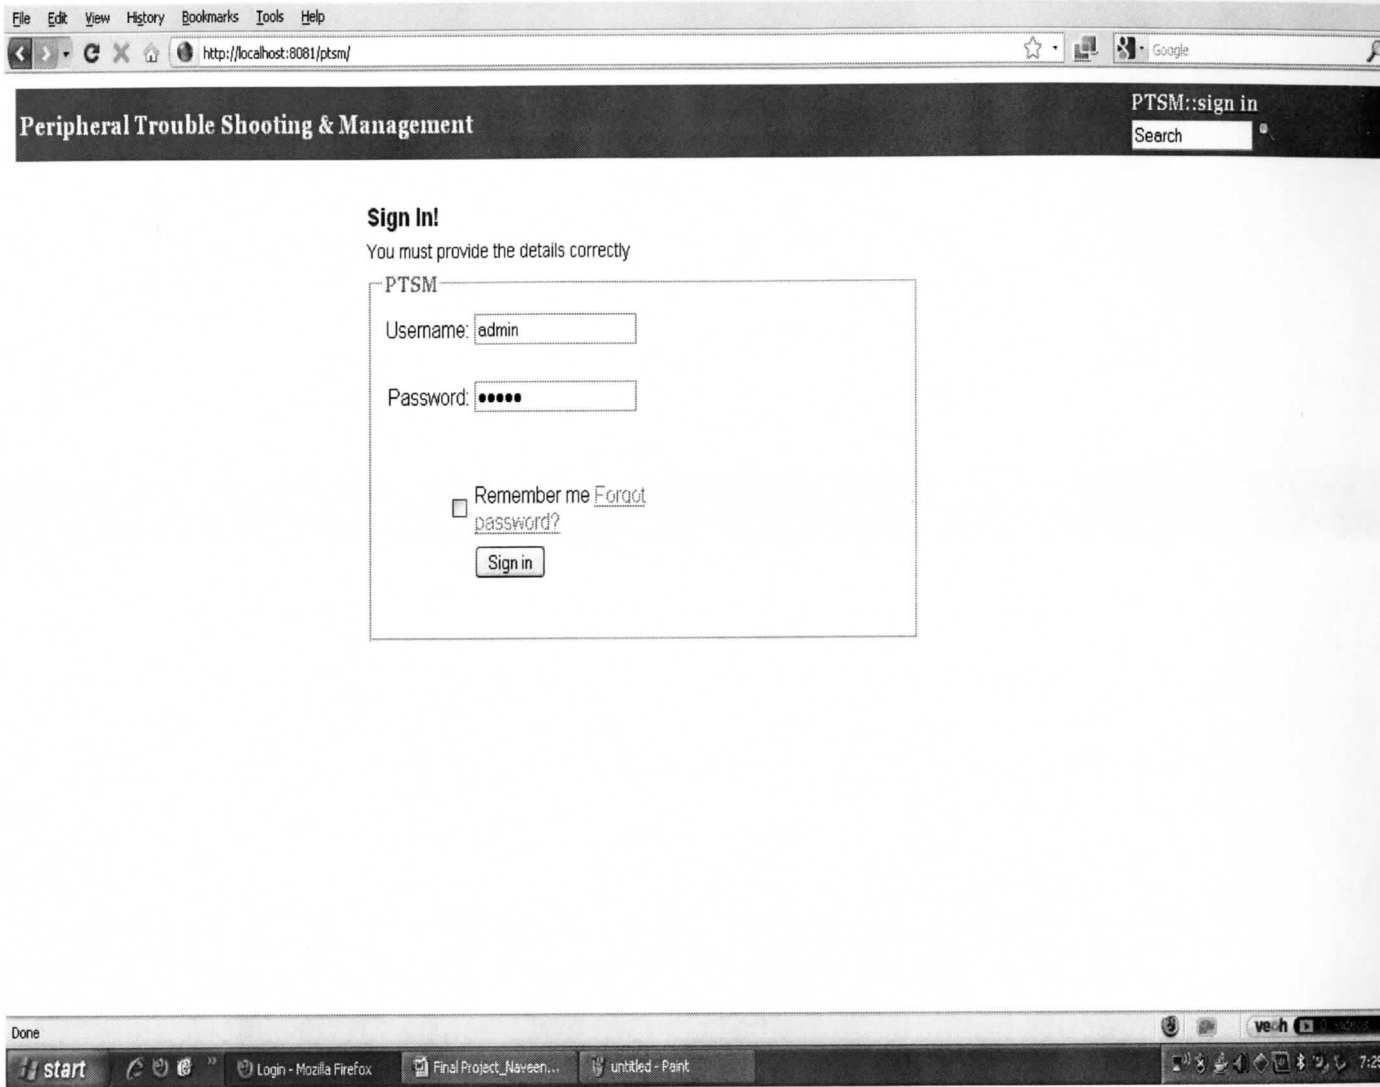 File Edit View History Bookmarks Tools Help
http://localhost:8081/ptsm/
Google
Peripheral Trouble Shooting & Management
PTSM::sign in
Search
Sign In!
You must provide the details correctly
PTSM
Username: admin
Password: •••••
Remember me Forgot
password?
Sign in
Done
start
Login - Mozilla Firefox
Final Project_Naveen...
untitled - Paint